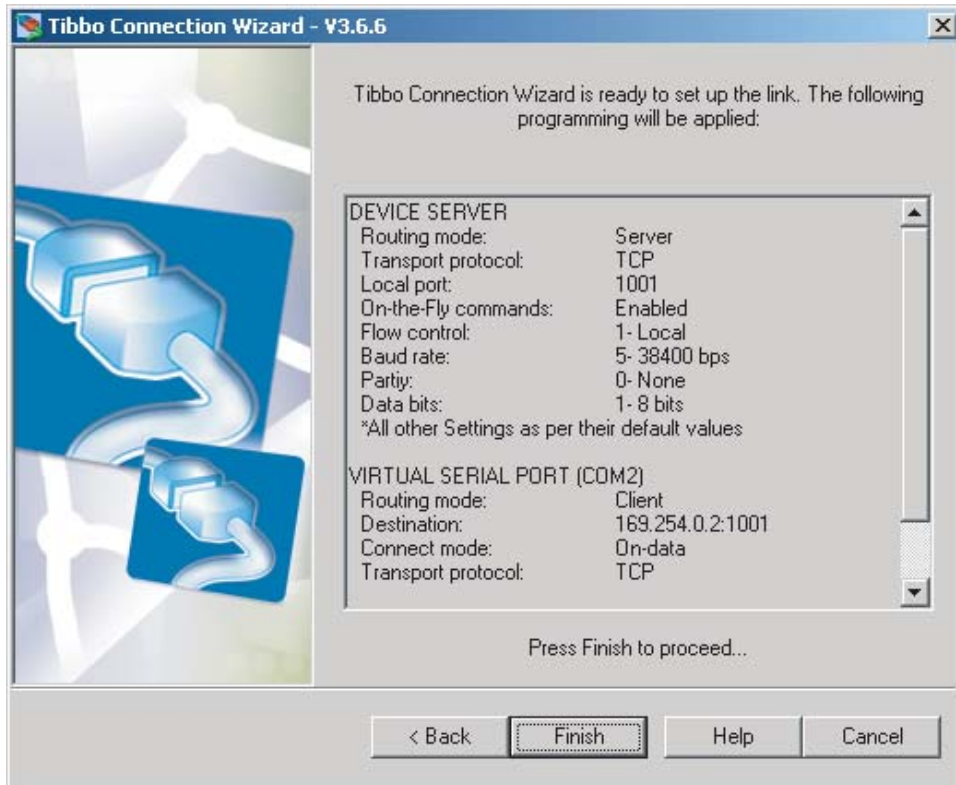 Tibbo Connection Wizard - V3.6.6
Tibbo Connection Wizard is ready to set up the link. The following
programming will be applied:
DEVICE SERVER
Routing mode: Server
Transport protocol: TCP
Local port: 1001
On-the-Fly commands: Enabled
Flow control: 1- Local
Baud rate: 5- 38400 bps
Partiy: 0- None
Data bits: 1- 8 bits
*All other Settings as per their default values
VIRTUAL SERIAL PORT (COM2)
Routing mode: Client
Destination: 169.254.0.2:1001
Connect mode: On-data
Transport protocol: TCP
Press Finish to proceed...
< Back Finish Help Cancel